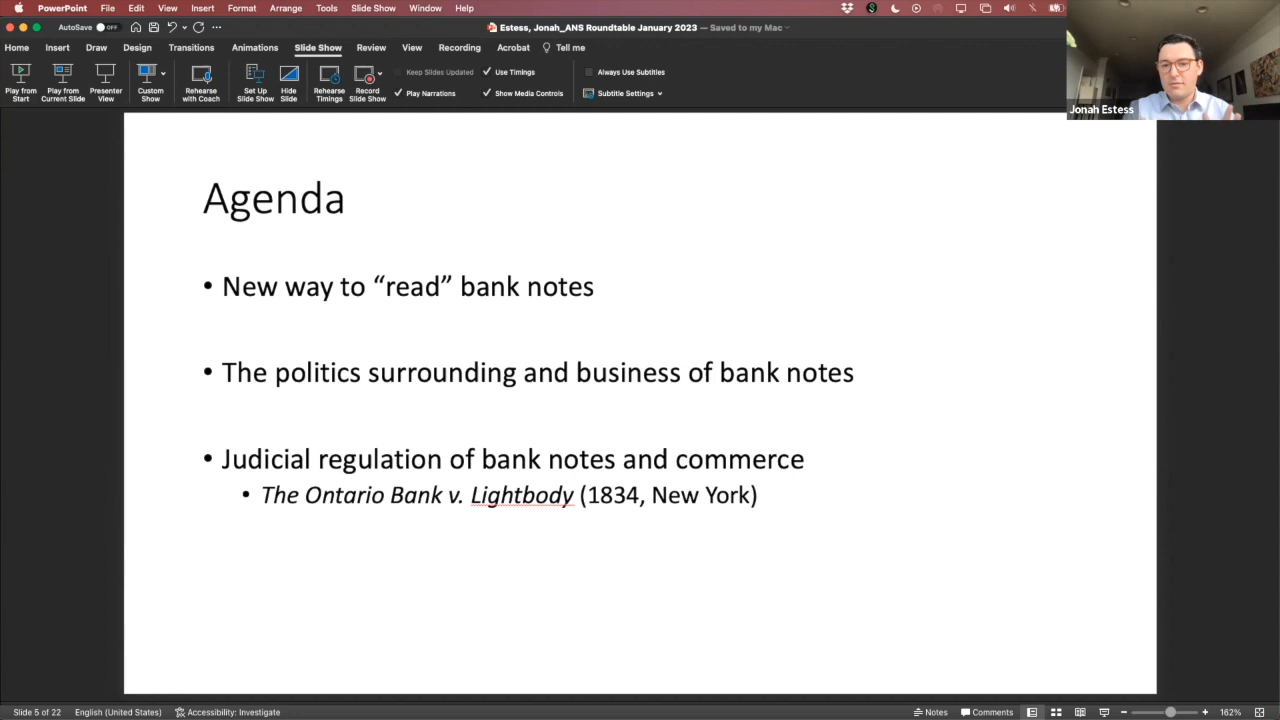 PowerPoint File Edit View Insert Format Arrange Tools Slide Show Window Help
AutoSave OFF
Estess, Jonah_ANS Roundtable January 2023 — Saved to my Mac
Home Insert Draw Design Transitions Animations Slide Show Review View Recording Acrobat Tell me
Play from Start
Play from Current Slide
Presenter View
Custom Show
Rehearse with Coach
Set Up Slide Show
Hide Slide
Rehearse Timings
Record Slide Show
Keep Slides Updated
Play Narrations
Use Timings
Show Media Controls
Always Use Subtitles
Subtitle Settings
Jonah Estess
Agenda
• New way to “read” bank notes
• The politics surrounding and business of bank notes
• Judicial regulation of bank notes and commerce
• The Ontario Bank v. Lightbody (1834, New York)
Slide 5 of 22 English (United States) Accessibility: Investigate Notes Comments 162%